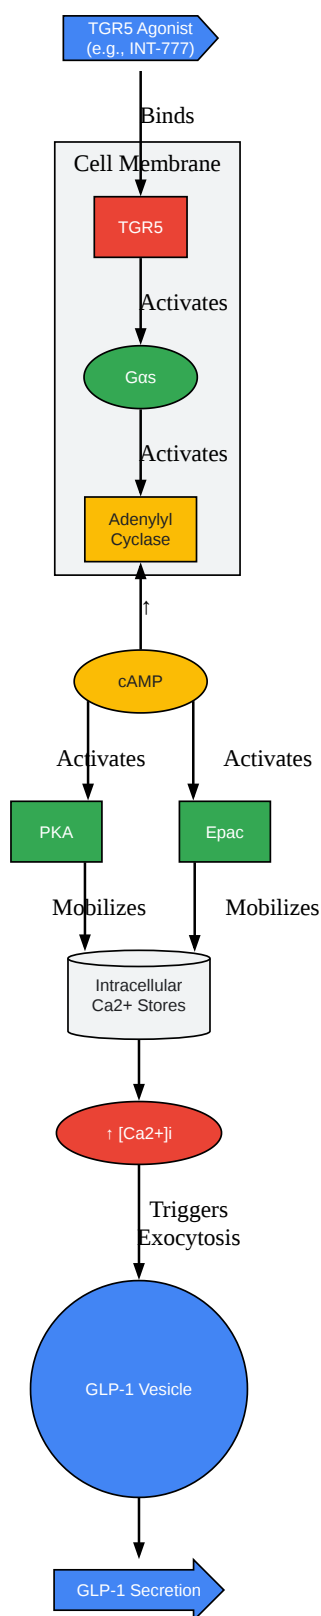 TGR5 Agonist
(e.g., INT-777)
Binds
Cell Membrane
TGR5
Activates
Gαs
Activates
Adenylyl
Cyclase
↑
cAMP
Activates
Activates
PKA
Epac
Mobilizes
Mobilizes
Intracellular
Ca2+ Stores
↑ [Ca2+]i
Triggers
Exocytosis
GLP-1 Vesicle
GLP-1 Secretion